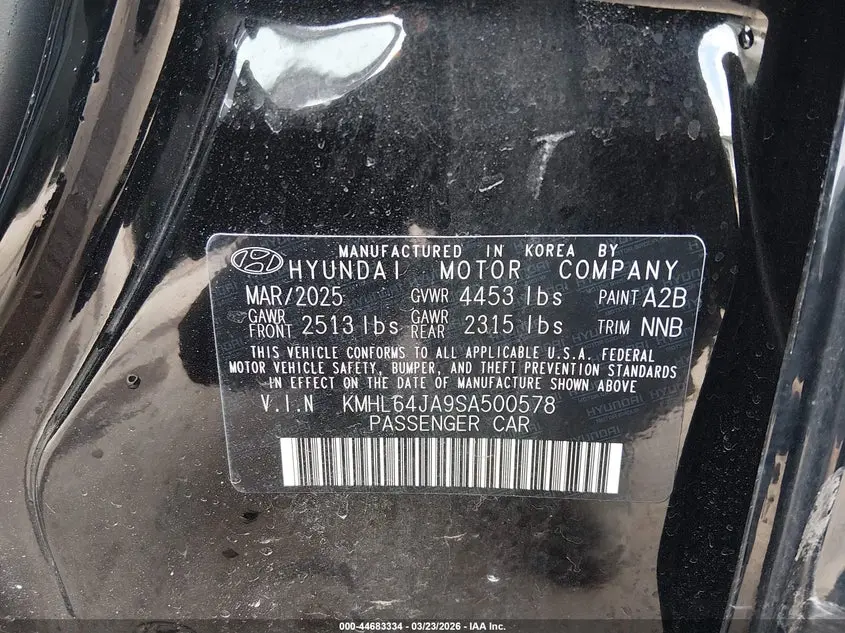 MANUFACTURED IN KOREA BY
HYUNDAI MOTOR COMPANY
MAR/2025 GVWR 4453 lbs PAINT A2B
GAWR FRONT 2513 lbs GAWR REAR 2315 lbs TRIM NNB
THIS VEHICLE CONFORMS TO ALL APPLICABLE U.S.A. FEDERAL
MOTOR VEHICLE SAFETY, BUMPER, AND THEFT PREVENTION STANDARDS
IN EFFECT ON THE DATE OF MANUFACTURE SHOWN ABOVE
V.I.N KMHL64JA9SA500578
PASSENGER CAR
000-44683334 - 03/23/2026 - IAA Inc.